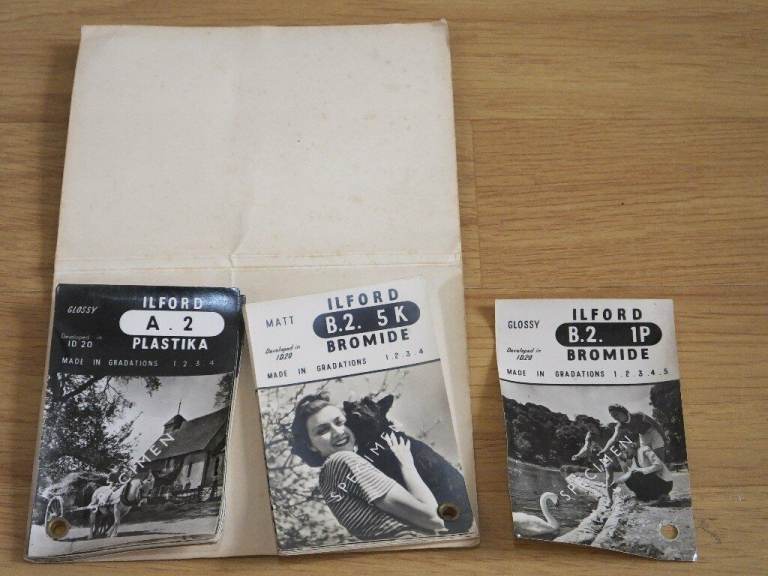 GLOSSY
ILFORD
A.2
PLASTIKA
Developed in
ID 20
MADE IN GRADATIONS 1.2.3.4
SPECIMEN
MATT
ILFORD
B.2. 5K
BROMIDE
Developed in
ID20
MADE IN GRADATIONS 1.2.3.4
SPECIMEN
GLOSSY
ILFORD
B.2. 1P
BROMIDE
Developed in
ID20
MADE IN GRADATIONS 1.2.3.4.5
SPECIMEN